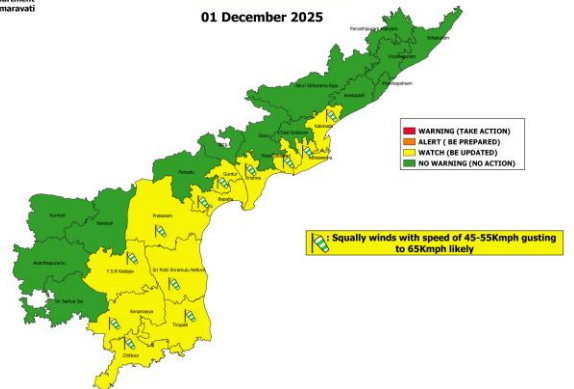 maravati
01 December 2025
Parvathipuram Manyam
Srikakulam
Vizianagaram
Visakhapatnam
Alluri Sitharama Raju
Anakapalli
Kakinada
East Godavari
Eluru
Konaseema
Krishna
Guntur
Palnadu
Bapatla
Prakasam
Kurnool
Nandyal
Ananthapuramu
Sri Sathya Sai
Y.S.R Kadapa
Sri Potti Sriramulu Nellore
Annamayya
Tirupati
Chittoor
WARNING (TAKE ACTION)
ALERT ( BE PREPARED)
WATCH (BE UPDATED)
NO WARNING (NO ACTION)
: Squally winds with speed of 45-55Kmph gusting
to 65Kmph likely